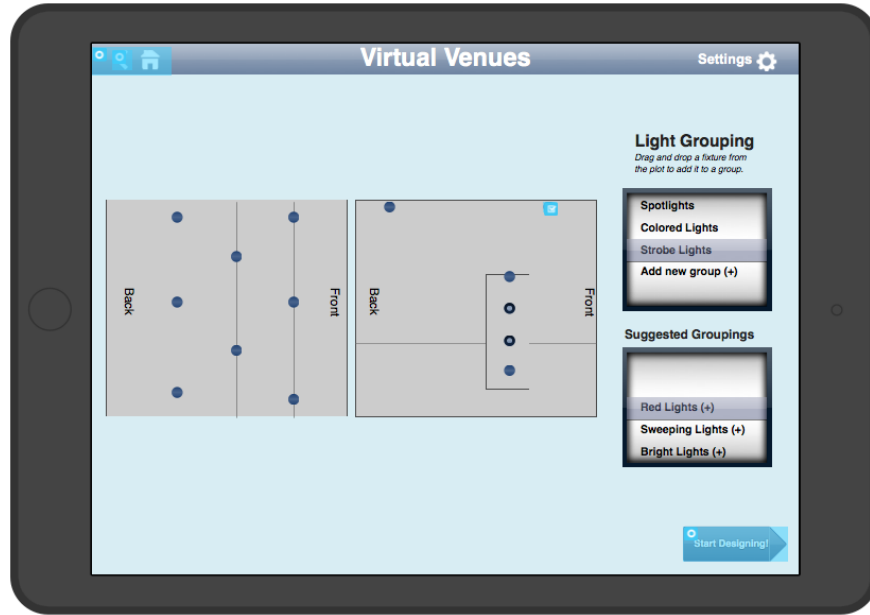 Virtual Venues
Settings
Light Grouping
Drag and drop a fixture from
the plot to add it to a group.
Spotlights
Colored Lights
Strobe Lights
Add new group (+)
Back
Front
Back
Front
Suggested Groupings
Red Lights (+)
Sweeping Lights (+)
Bright Lights (+)
Start Designing!